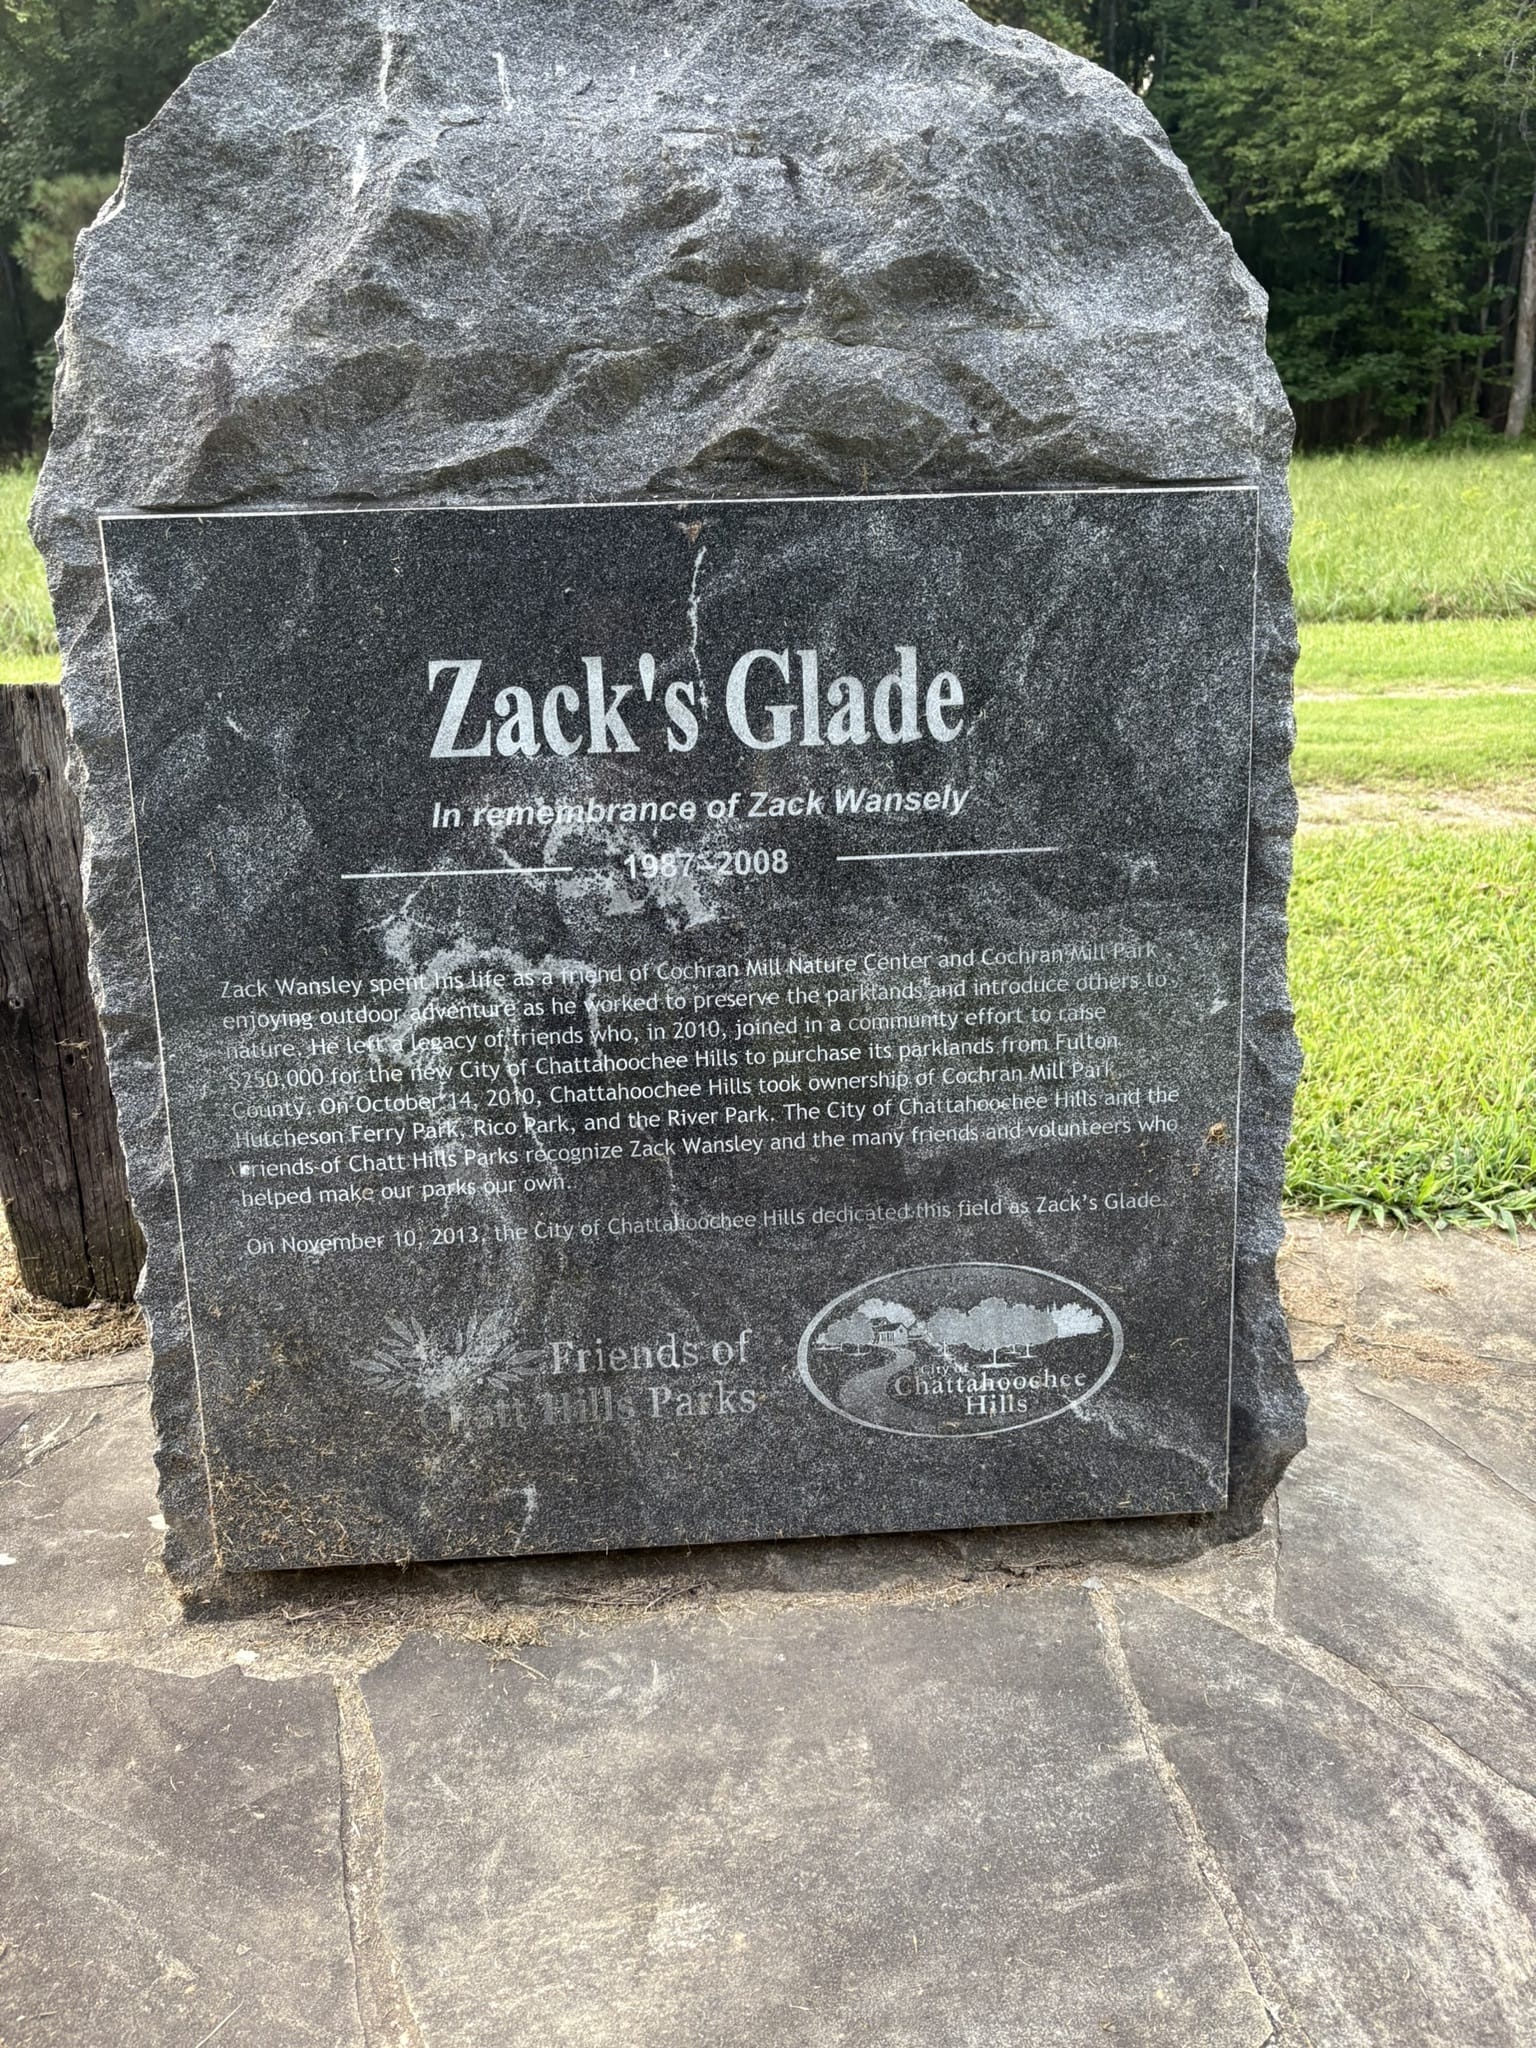 Zack's Glade
In remembrance of Zack Wansely
1987-2008
Zack Wansley spent his life as a friend of Cochran Mill Nature Center and Cochran Mill Park
enjoying outdoor adventure as he worked to preserve the parklands and introduce others to
nature. He left a legacy of friends who, in 2010, joined in a community effort to raise
$250,000 for the new City of Chattahoochee Hills to purchase its parklands from Fulton
County. On October 14, 2010, Chattahoochee Hills took ownership of Cochran Mill Park,
Hutcheson Ferry Park, Rico Park, and the River Park. The City of Chattahoochee Hills and the
Friends of Chatt Hills Parks recognize Zack Wansley and the many friends and volunteers who
helped make our parks our own.
On November 10, 2013, the City of Chattahoochee Hills dedicated this field as Zack's Glade.
Friends of
Chatt Hills Parks
City of
Chattahoochee
Hills